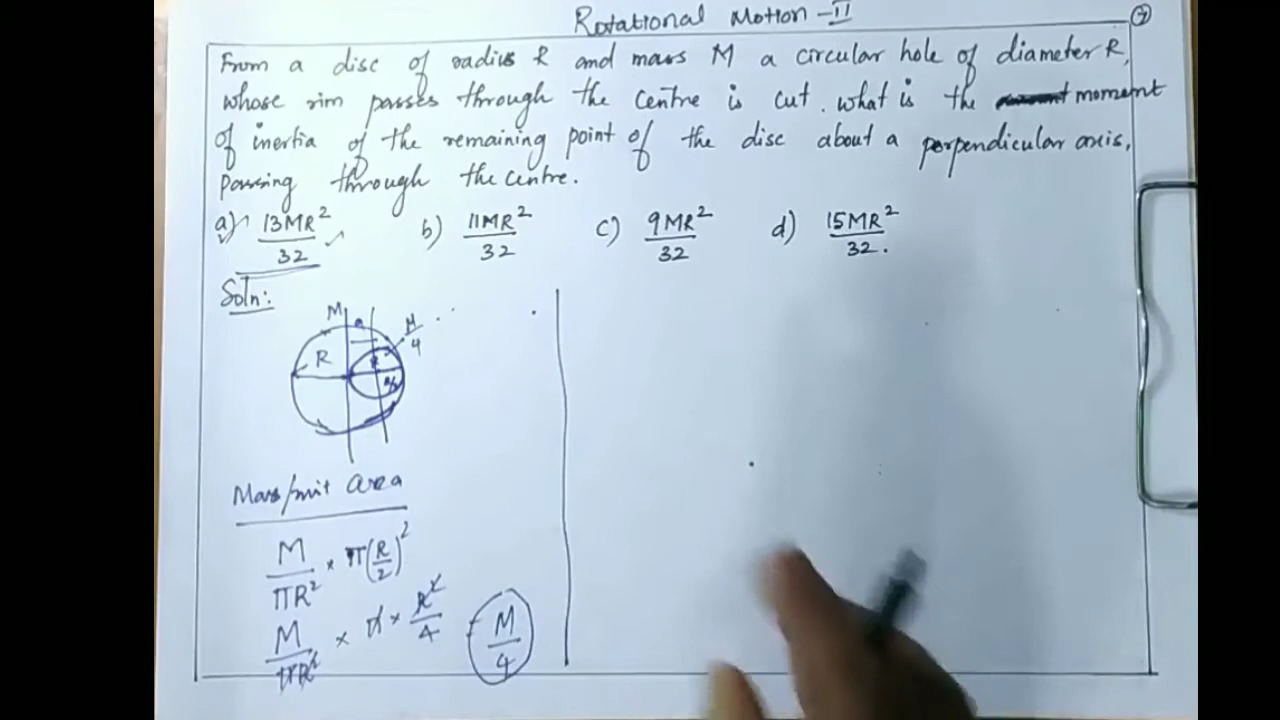 Rotational Motion - II
7
From a disc of radius R and mass M a circular hole of diameter R,
whose rim passes through the centre is cut. what is the moment
of inertia of the remaining point of the disc about a perpendicular axis,
passing through the centre.
a) 13MR²/32 b) 11MR²/32 c) 9MR²/32 d) 15MR²/32.
Soln:
M
M/4
R
R/2
Mass/unit area
M/πR² × π(R/2)²
M/πR² × π × R²/4 = M/4